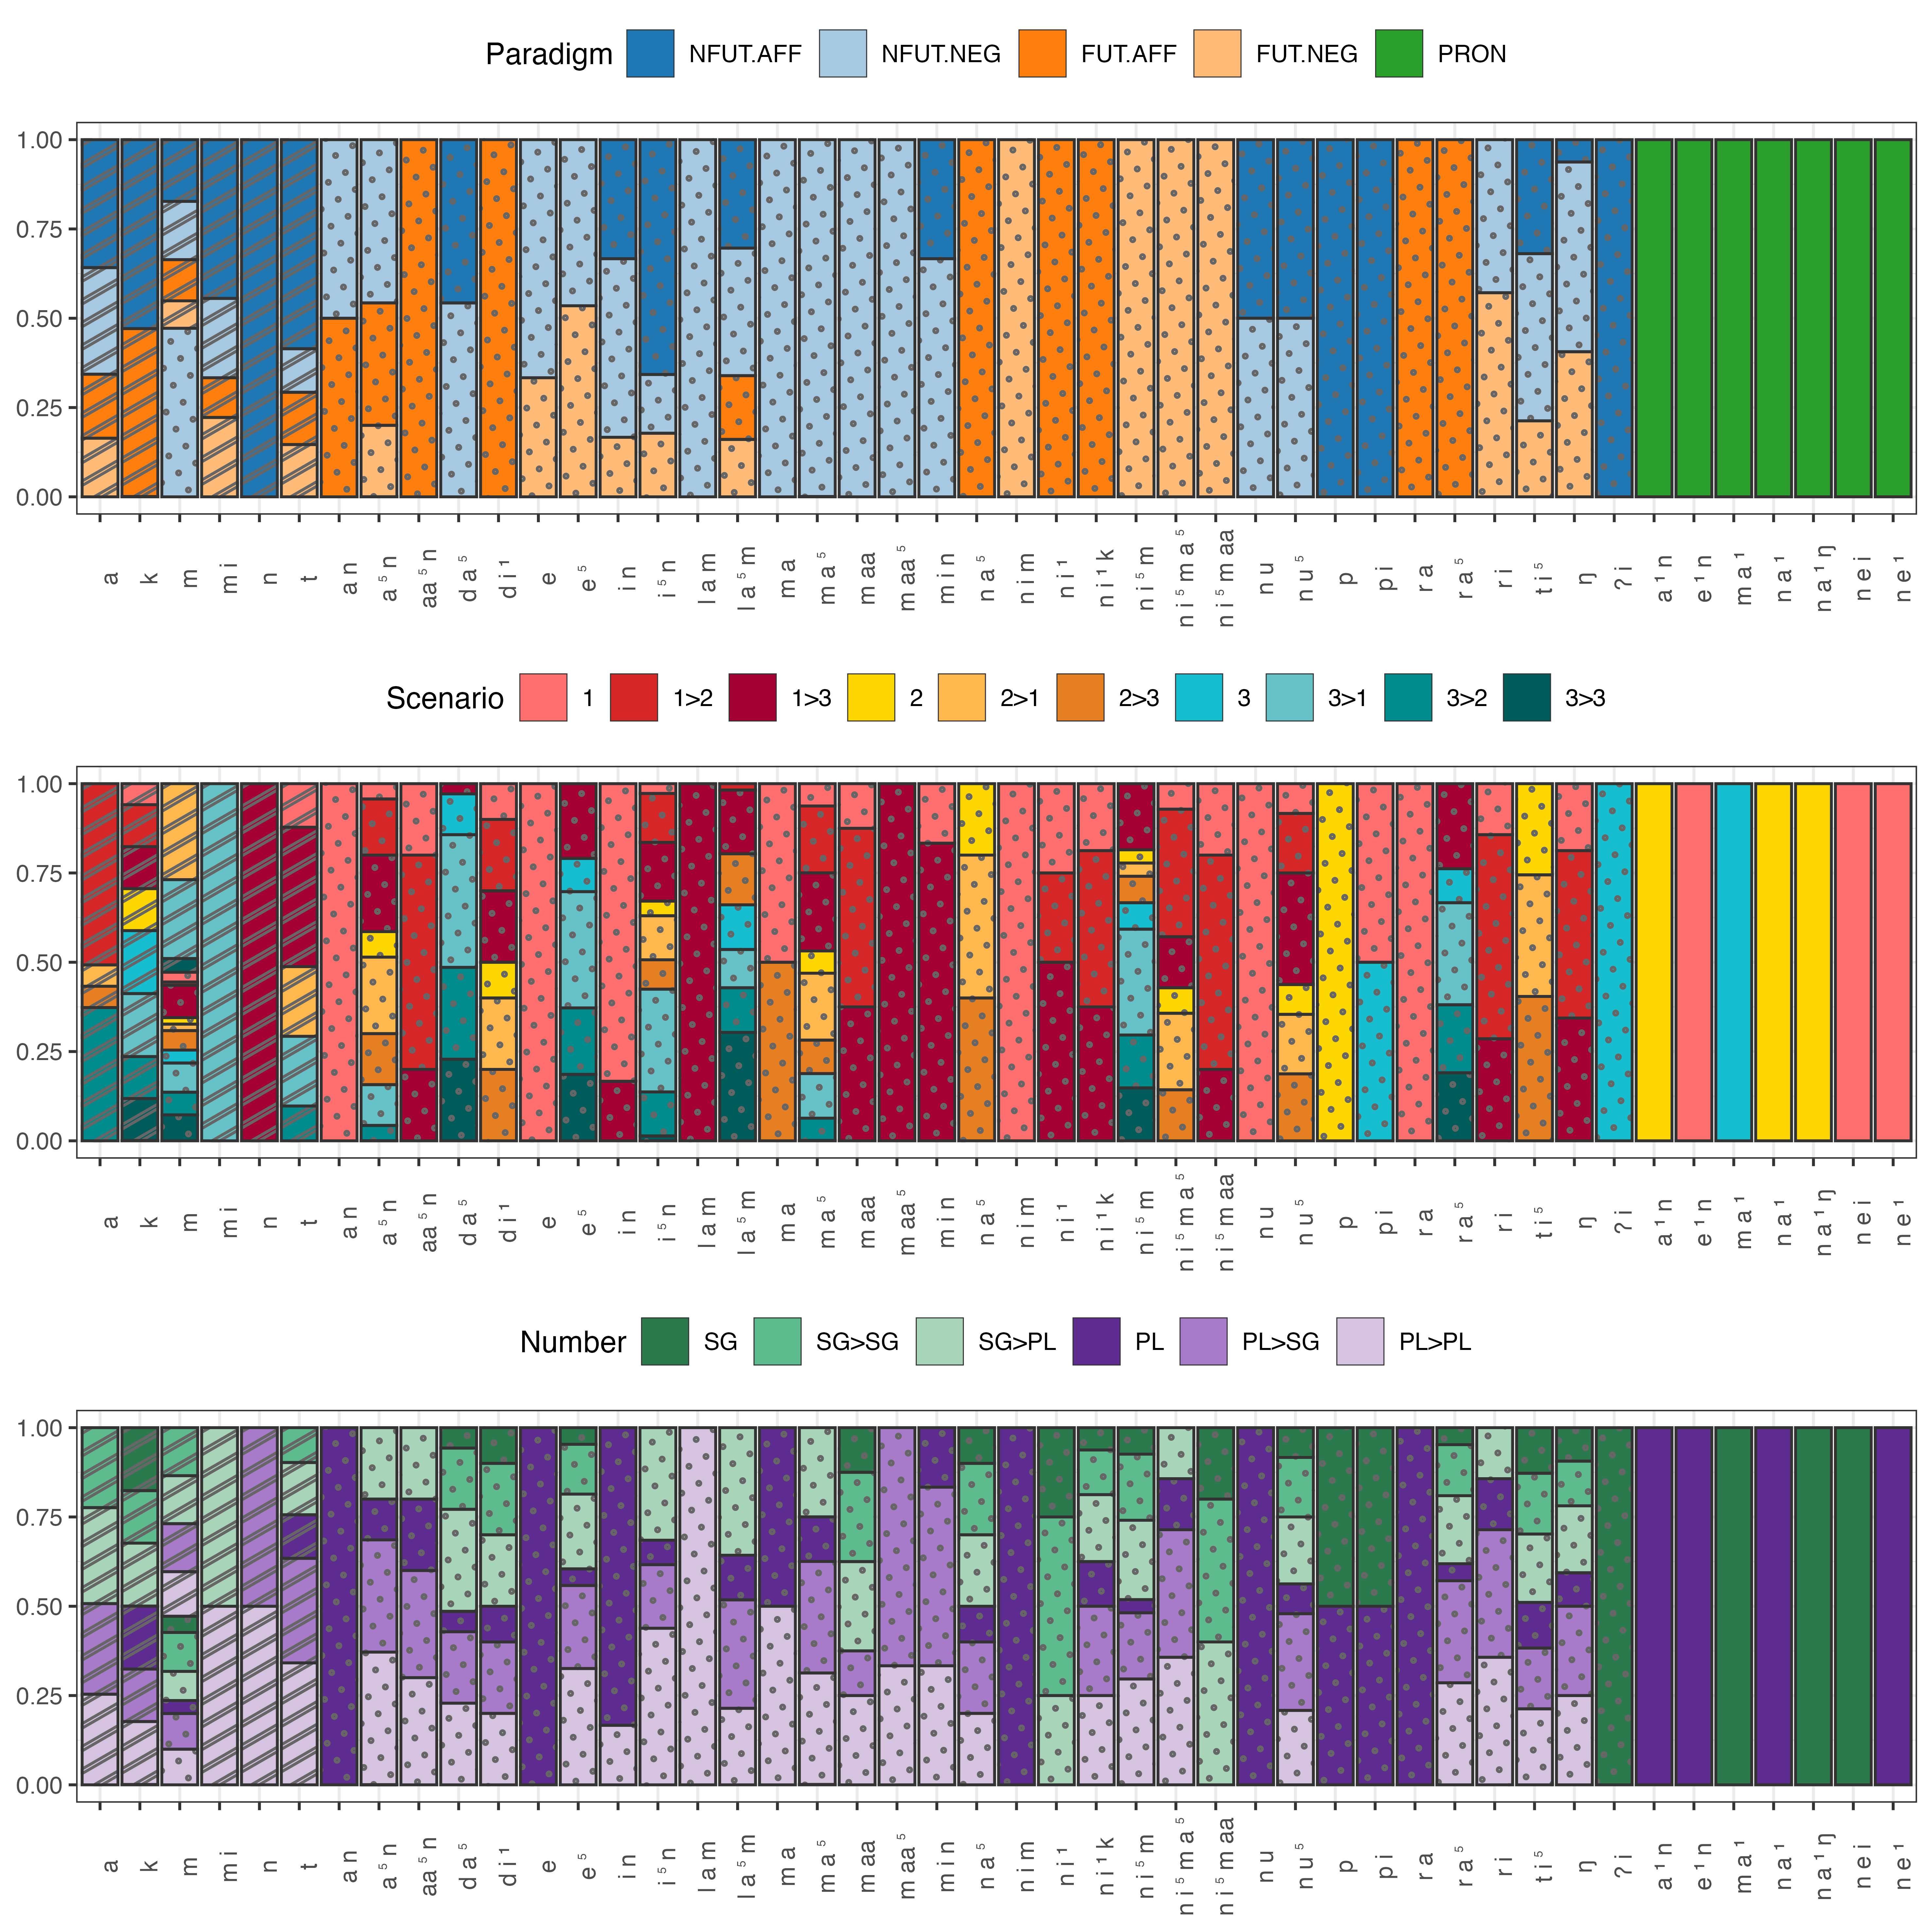 Paradigm NFUT.AFF NFUT.NEG FUT.AFF FUT.NEG PRON
1.00
0.75
0.50
0.25
0.00
a k m mi n t an a⁵n aa⁵n da⁵ di¹ e e⁵ in i⁵n lam la⁵m ma ma⁵ maa maa⁵ min na⁵ nim ni¹ ni¹k ni⁵m ni⁵ma⁵ ni⁵maa nu nu⁵ p pi ra ra⁵ ri ti⁵ ŋ ʔi a¹n e¹n ma¹ na¹ na¹ŋ nei ne¹
Scenario 1 1>2 1>3 2 2>1 2>3 3 3>1 3>2 3>3
1.00
0.75
0.50
0.25
0.00
a k m mi n t an a⁵n aa⁵n da⁵ di¹ e e⁵ in i⁵n lam la⁵m ma ma⁵ maa maa⁵ min na⁵ nim ni¹ ni¹k ni⁵m ni⁵ma⁵ ni⁵maa nu nu⁵ p pi ra ra⁵ ri ti⁵ ŋ ʔi a¹n e¹n ma¹ na¹ na¹ŋ nei ne¹
Number SG SG>SG SG>PL PL PL>SG PL>PL
1.00
0.75
0.50
0.25
0.00
a k m mi n t an a⁵n aa⁵n da⁵ di¹ e e⁵ in i⁵n lam la⁵m ma ma⁵ maa maa⁵ min na⁵ nim ni¹ ni¹k ni⁵m ni⁵ma⁵ ni⁵maa nu nu⁵ p pi ra ra⁵ ri ti⁵ ŋ ʔi a¹n e¹n ma¹ na¹ na¹ŋ nei ne¹